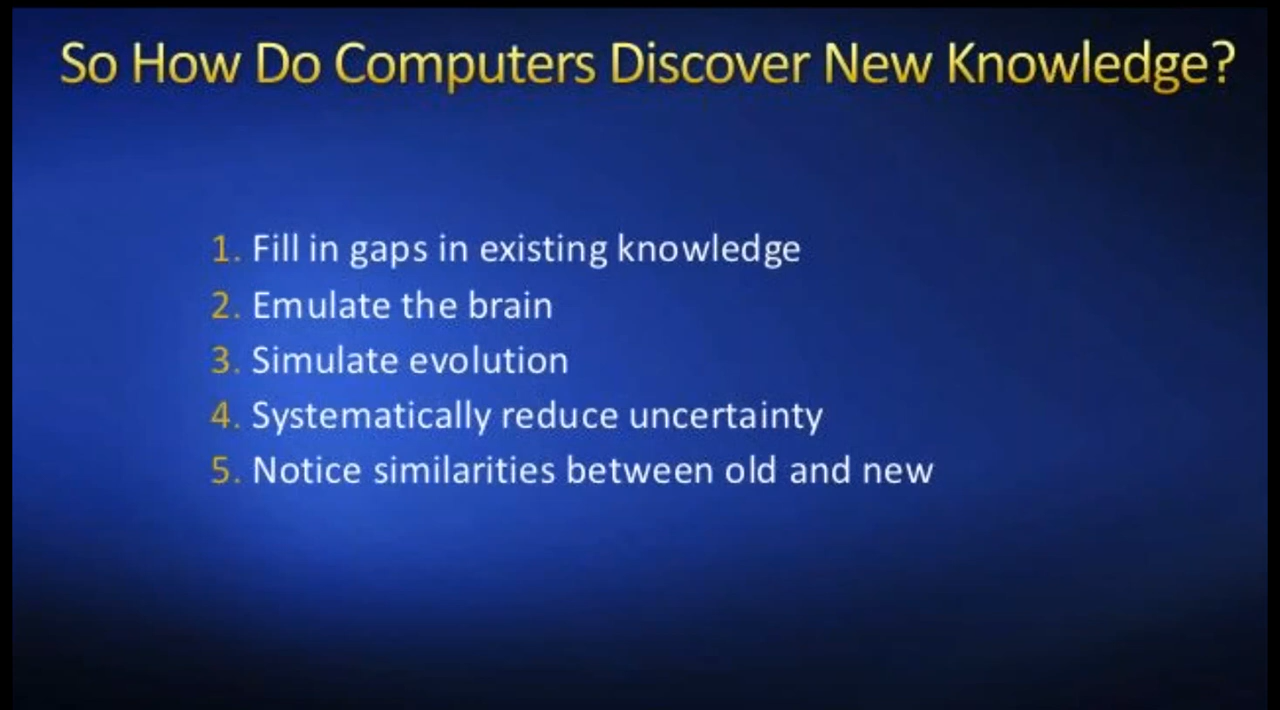 So How Do Computers Discover New Knowledge?
1. Fill in gaps in existing knowledge
2. Emulate the brain
3. Simulate evolution
4. Systematically reduce uncertainty
5. Notice similarities between old and new